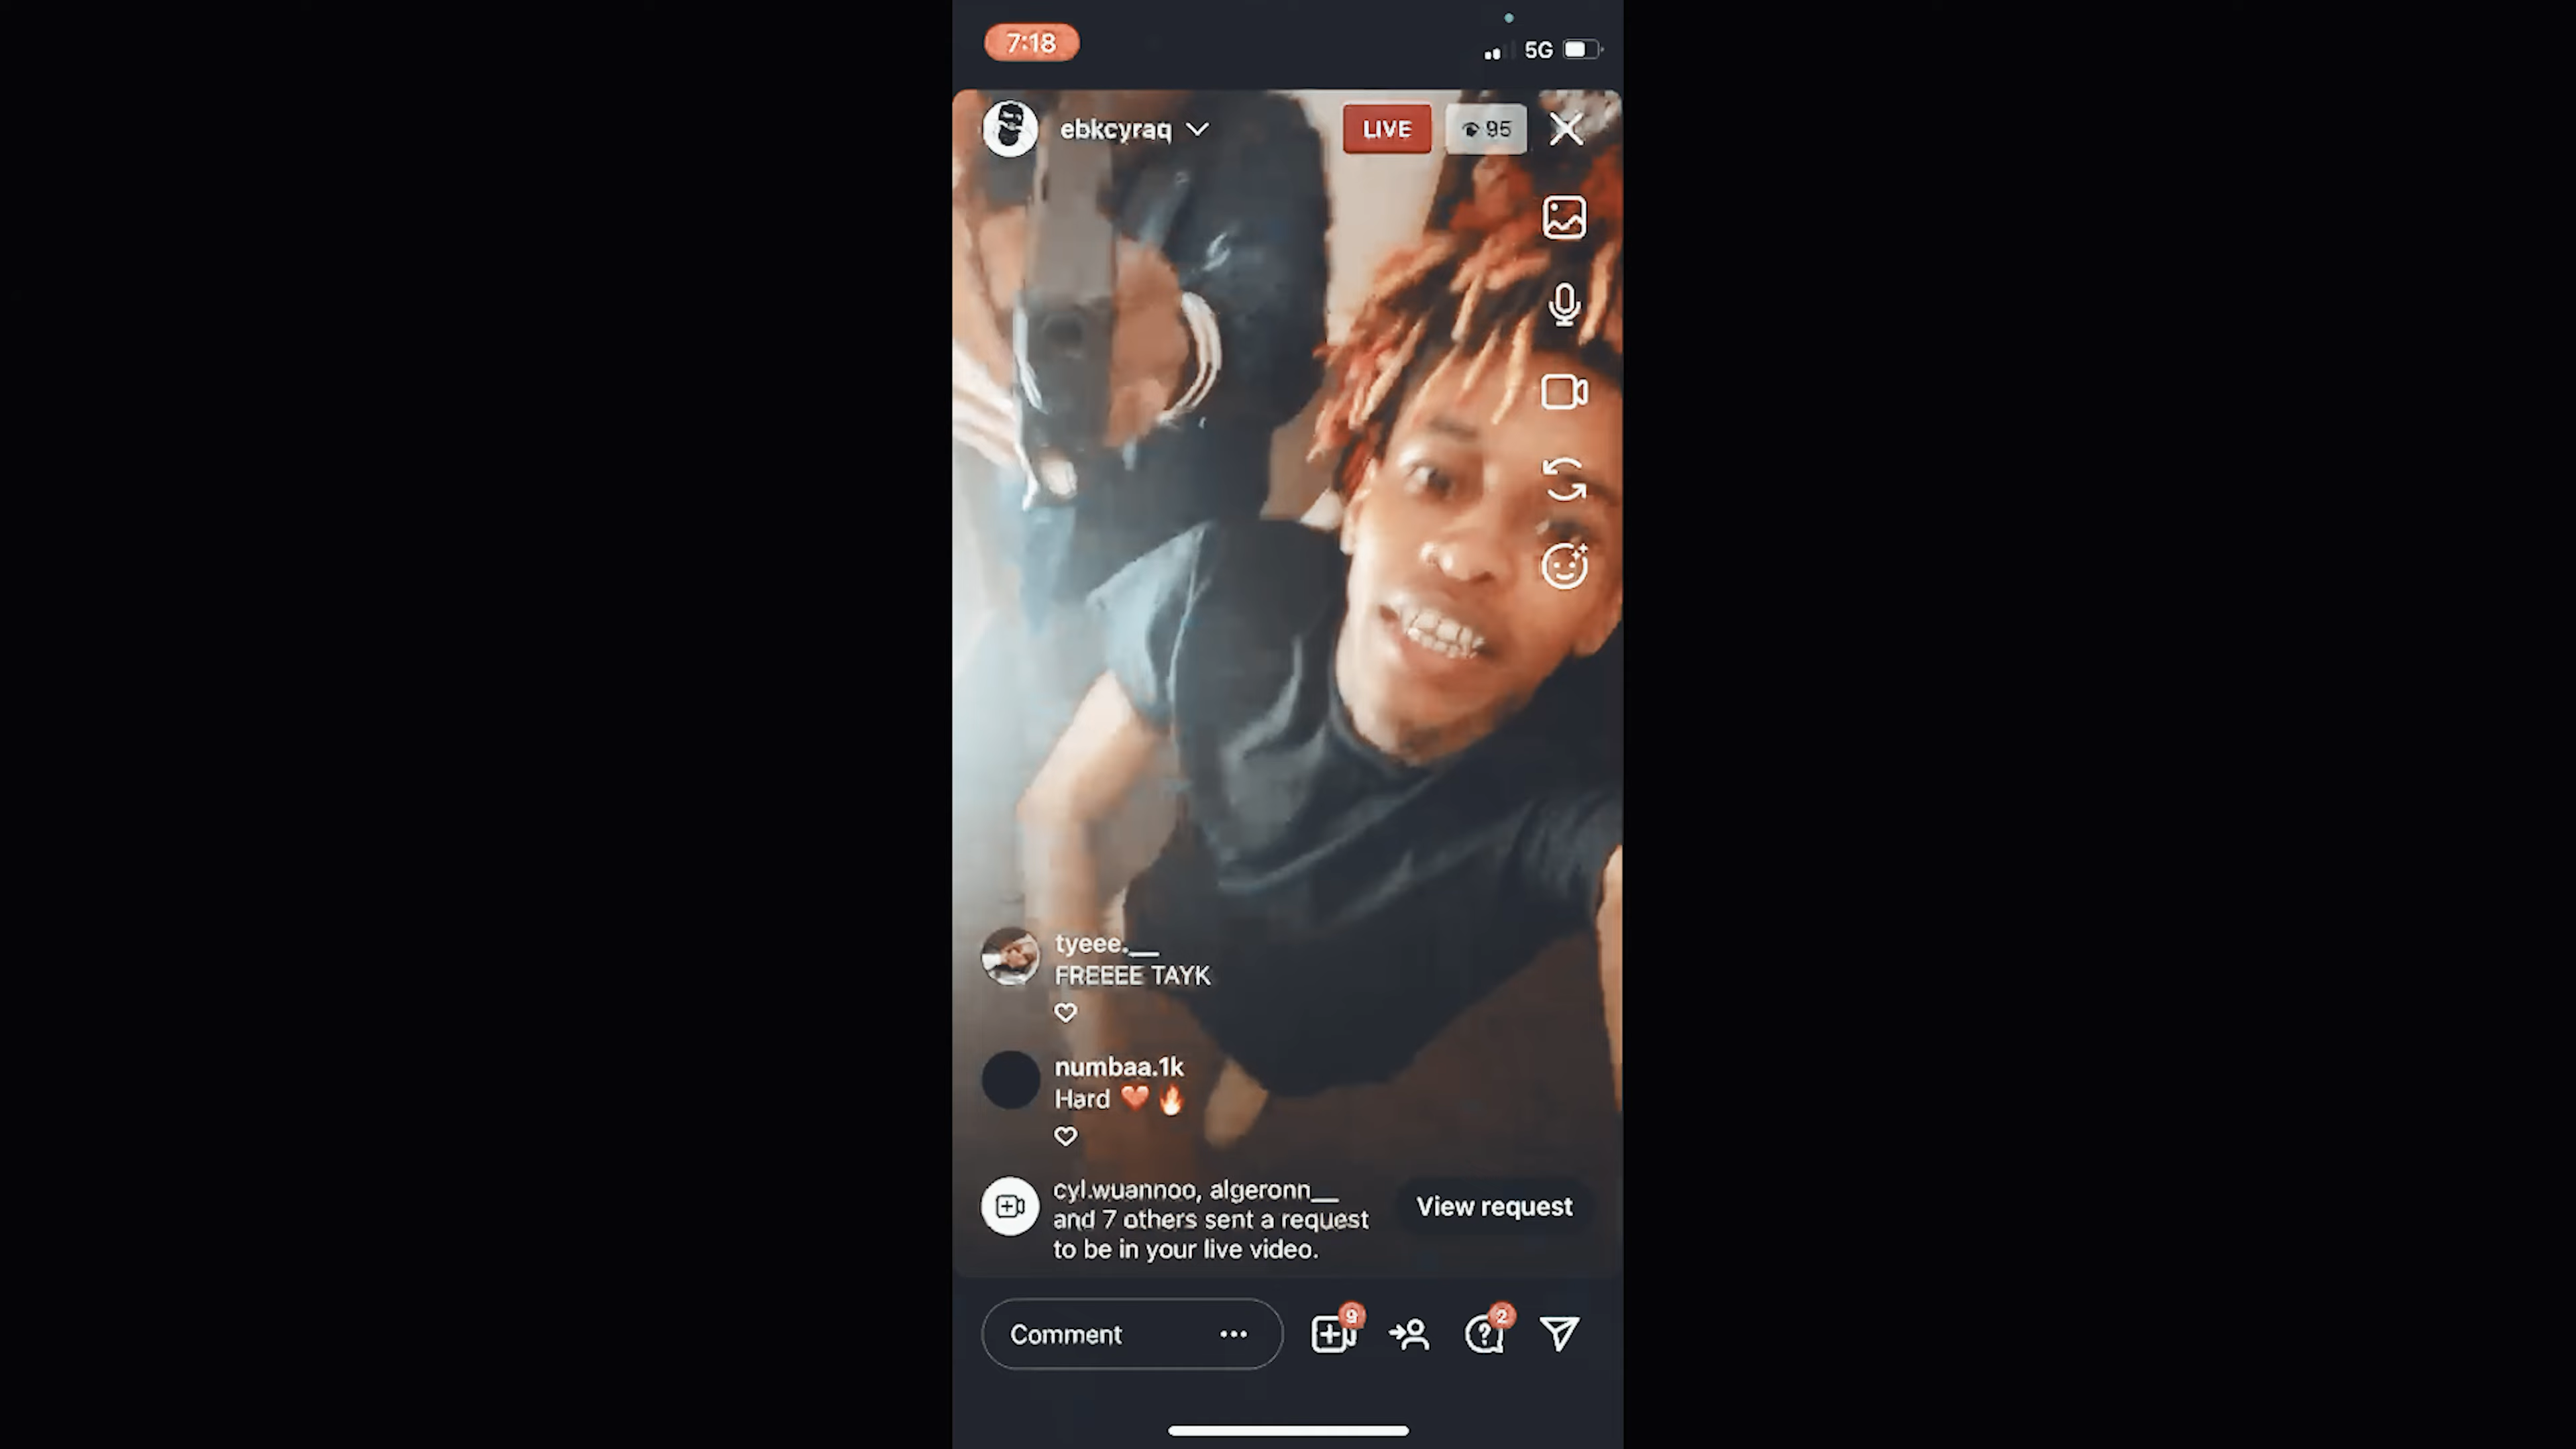 7:18
5G
ebkcyraq
LIVE
95
tyeee.__
FREEEE TAYK
numbaa.1k
Hard ❤️ 🔥
cyl.wuannoo, algeronn__
and 7 others sent a request
to be in your live video.
View request
Comment
9
2